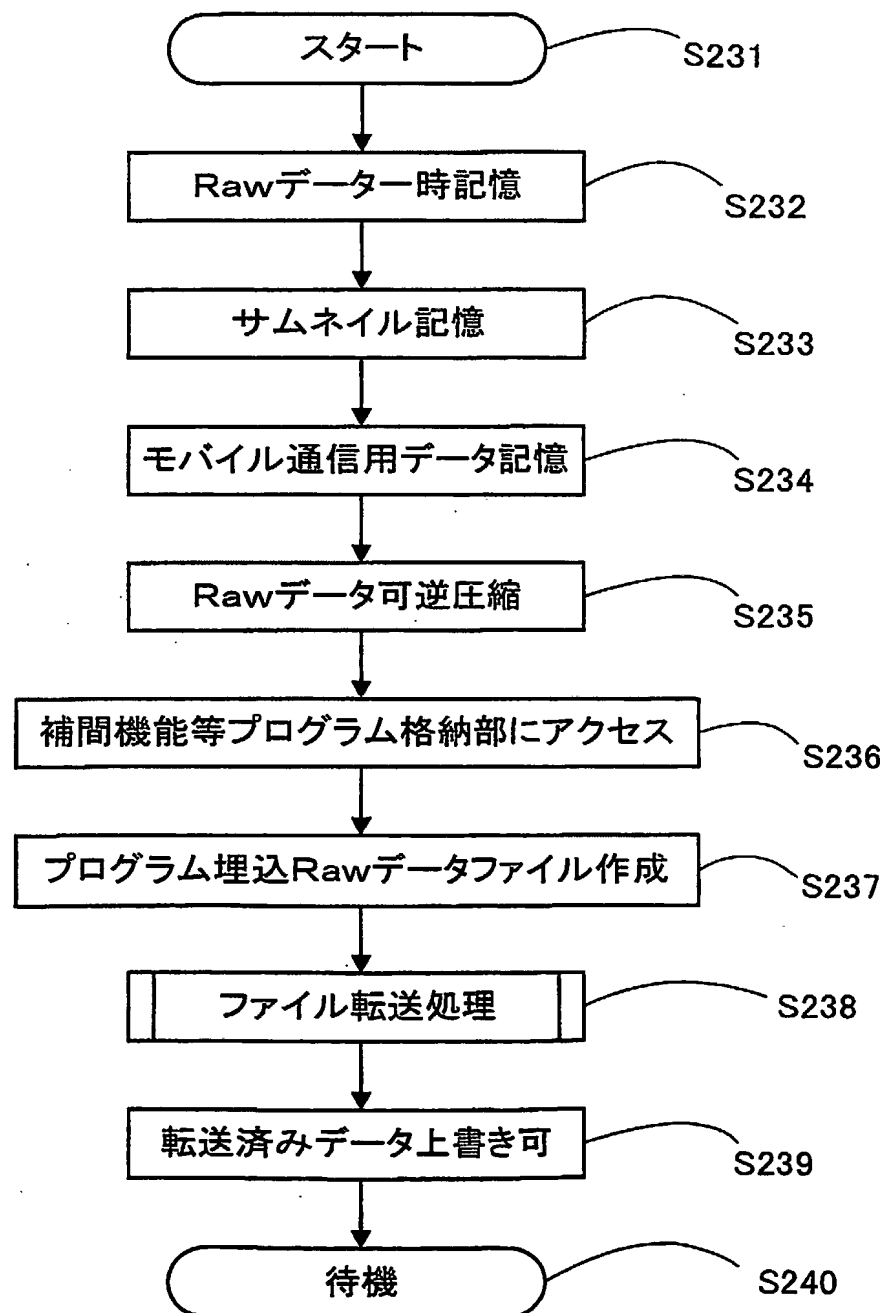 スタート
S231
Rawデータ一時記憶
S232
サムネイル記憶
S233
モバイル通信用データ記憶
S234
Rawデータ可逆圧縮
S235
補間機能等プログラム格納部にアクセス
S236
プログラム埋込Rawデータファイル作成
S237
ファイル転送処理
S238
転送済みデータ上書き可
S239
待機
S240